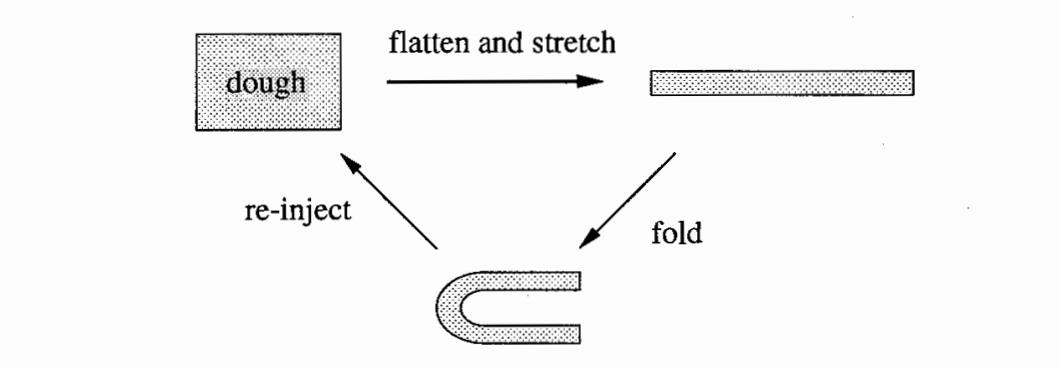 flatten and stretch
dough
re-inject
fold